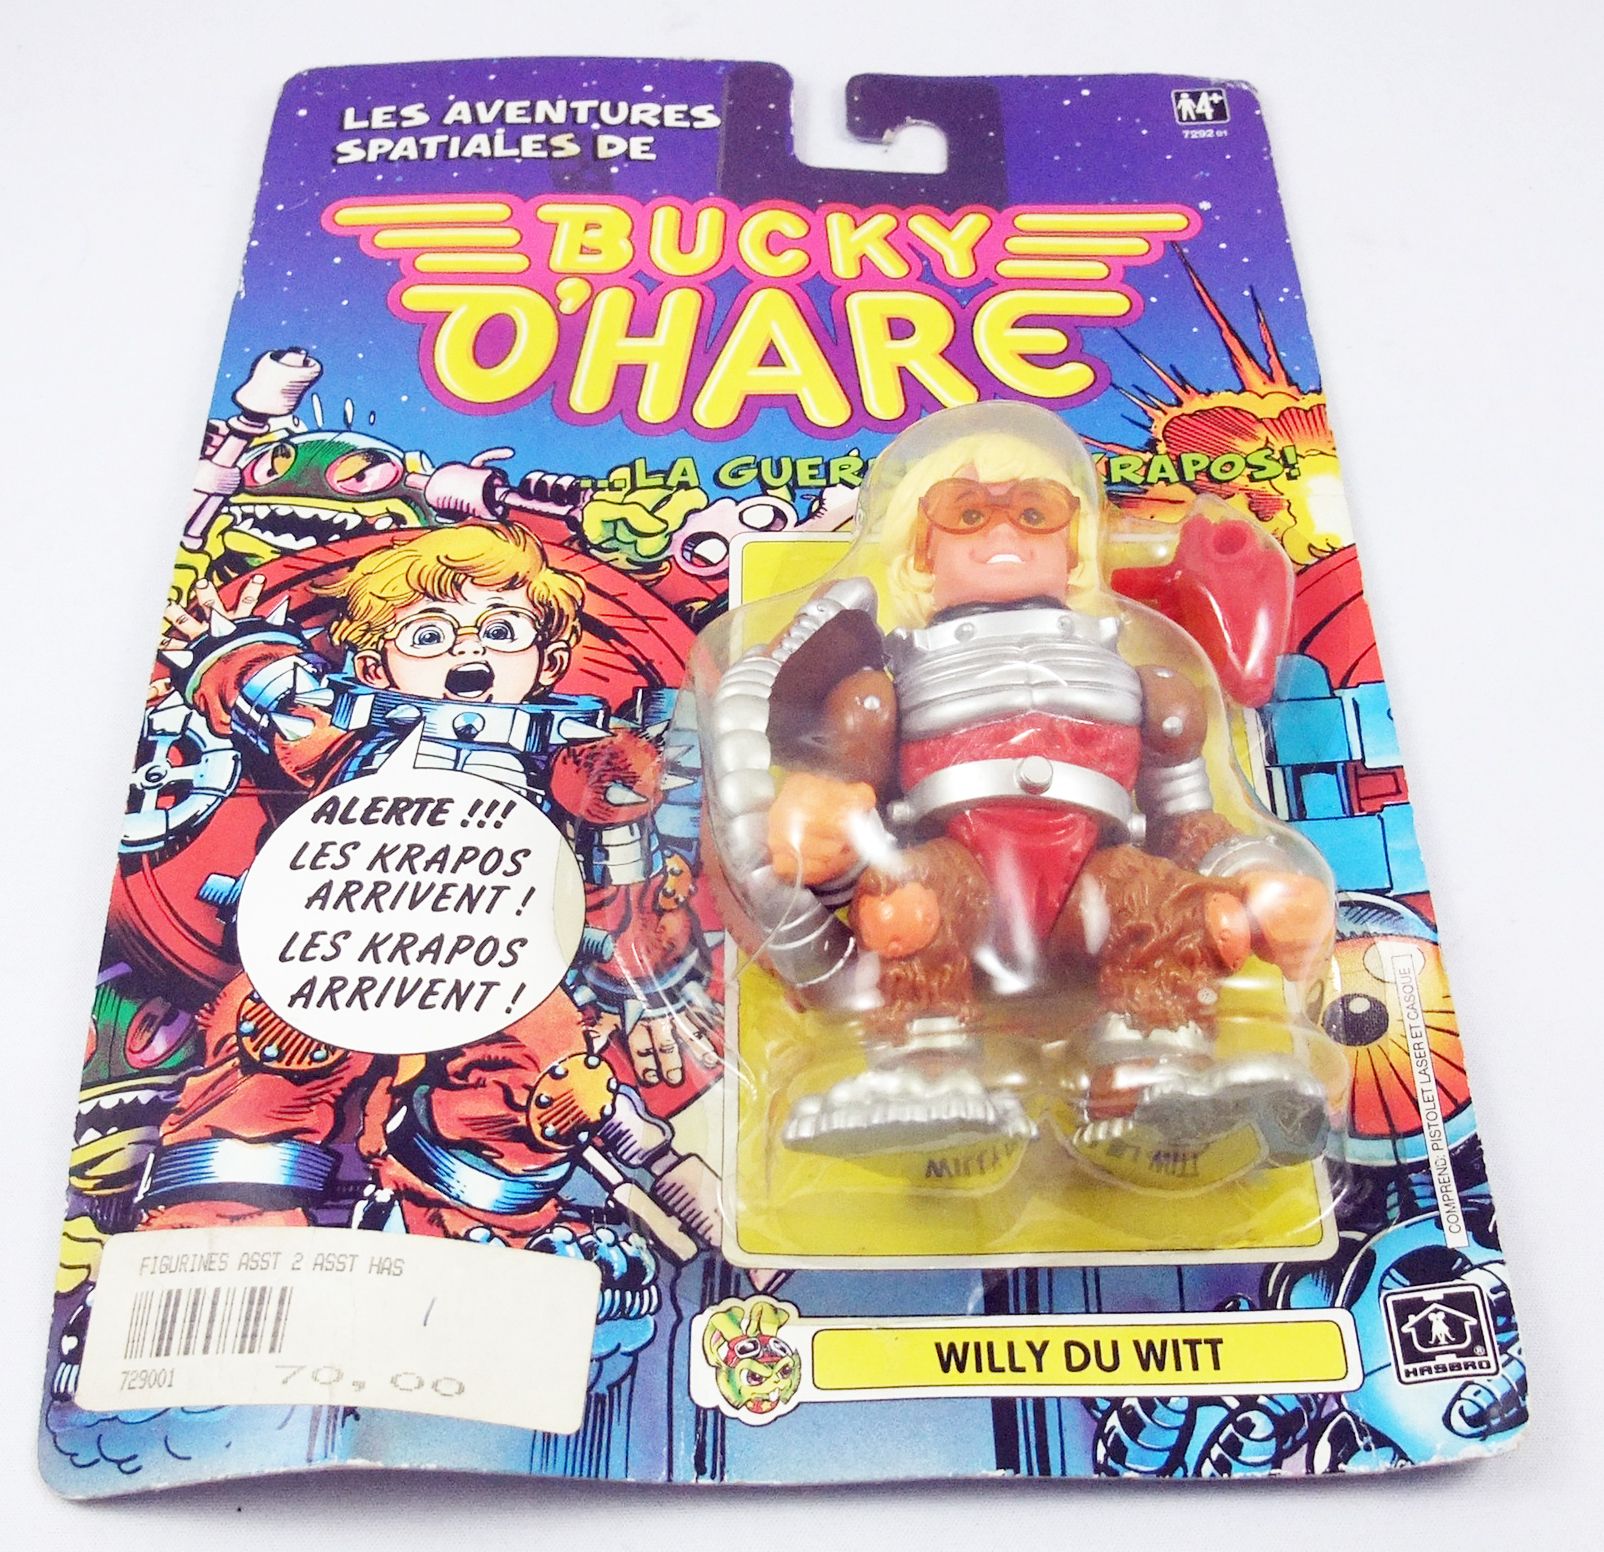 LES AVENTURES
SPATIALES DE
4+
7292 01
BUCKY
O'HARE
...LA KRAPOS!
ALERTE !!!
LES KRAPOS
ARRIVENT !
LES KRAPOS
ARRIVENT !
COMPREND: PISTOLET LASER ET CASQUE
FIGURINES ASST 2 ASST HAS
729001
70,00
WILLY DU WITT
HASBRO